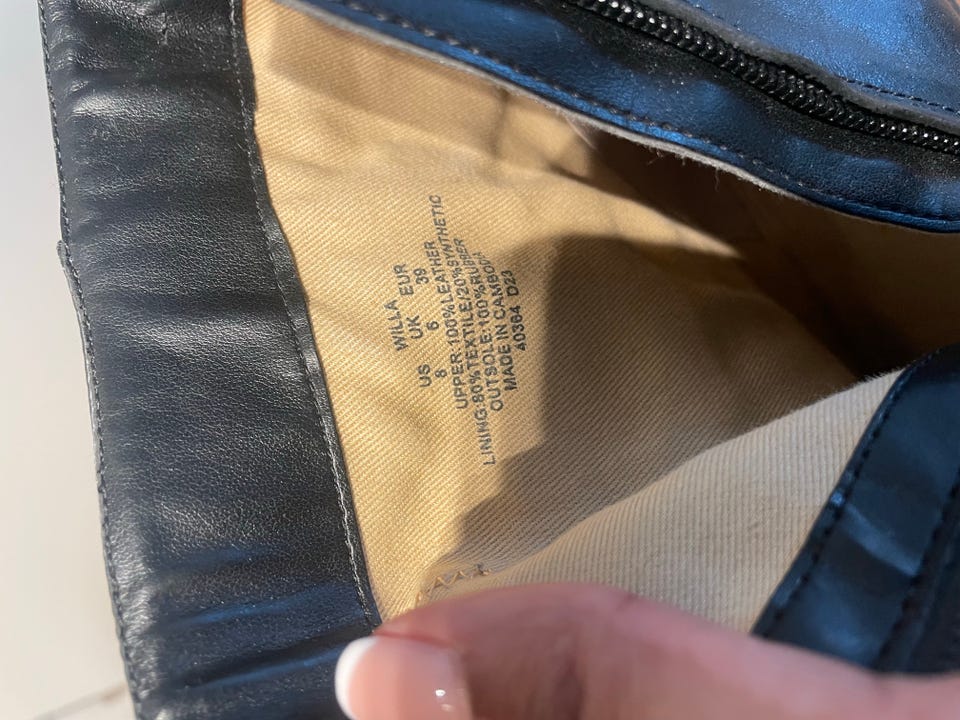 WILLA
US UK EUR
8 6 39
UPPER:100%LEATHER
LINING:80%TEXTILE/20%SYNTHETIC
OUTSOLE:100%RUBBER
MADE IN CAMBODIA
40364 D23